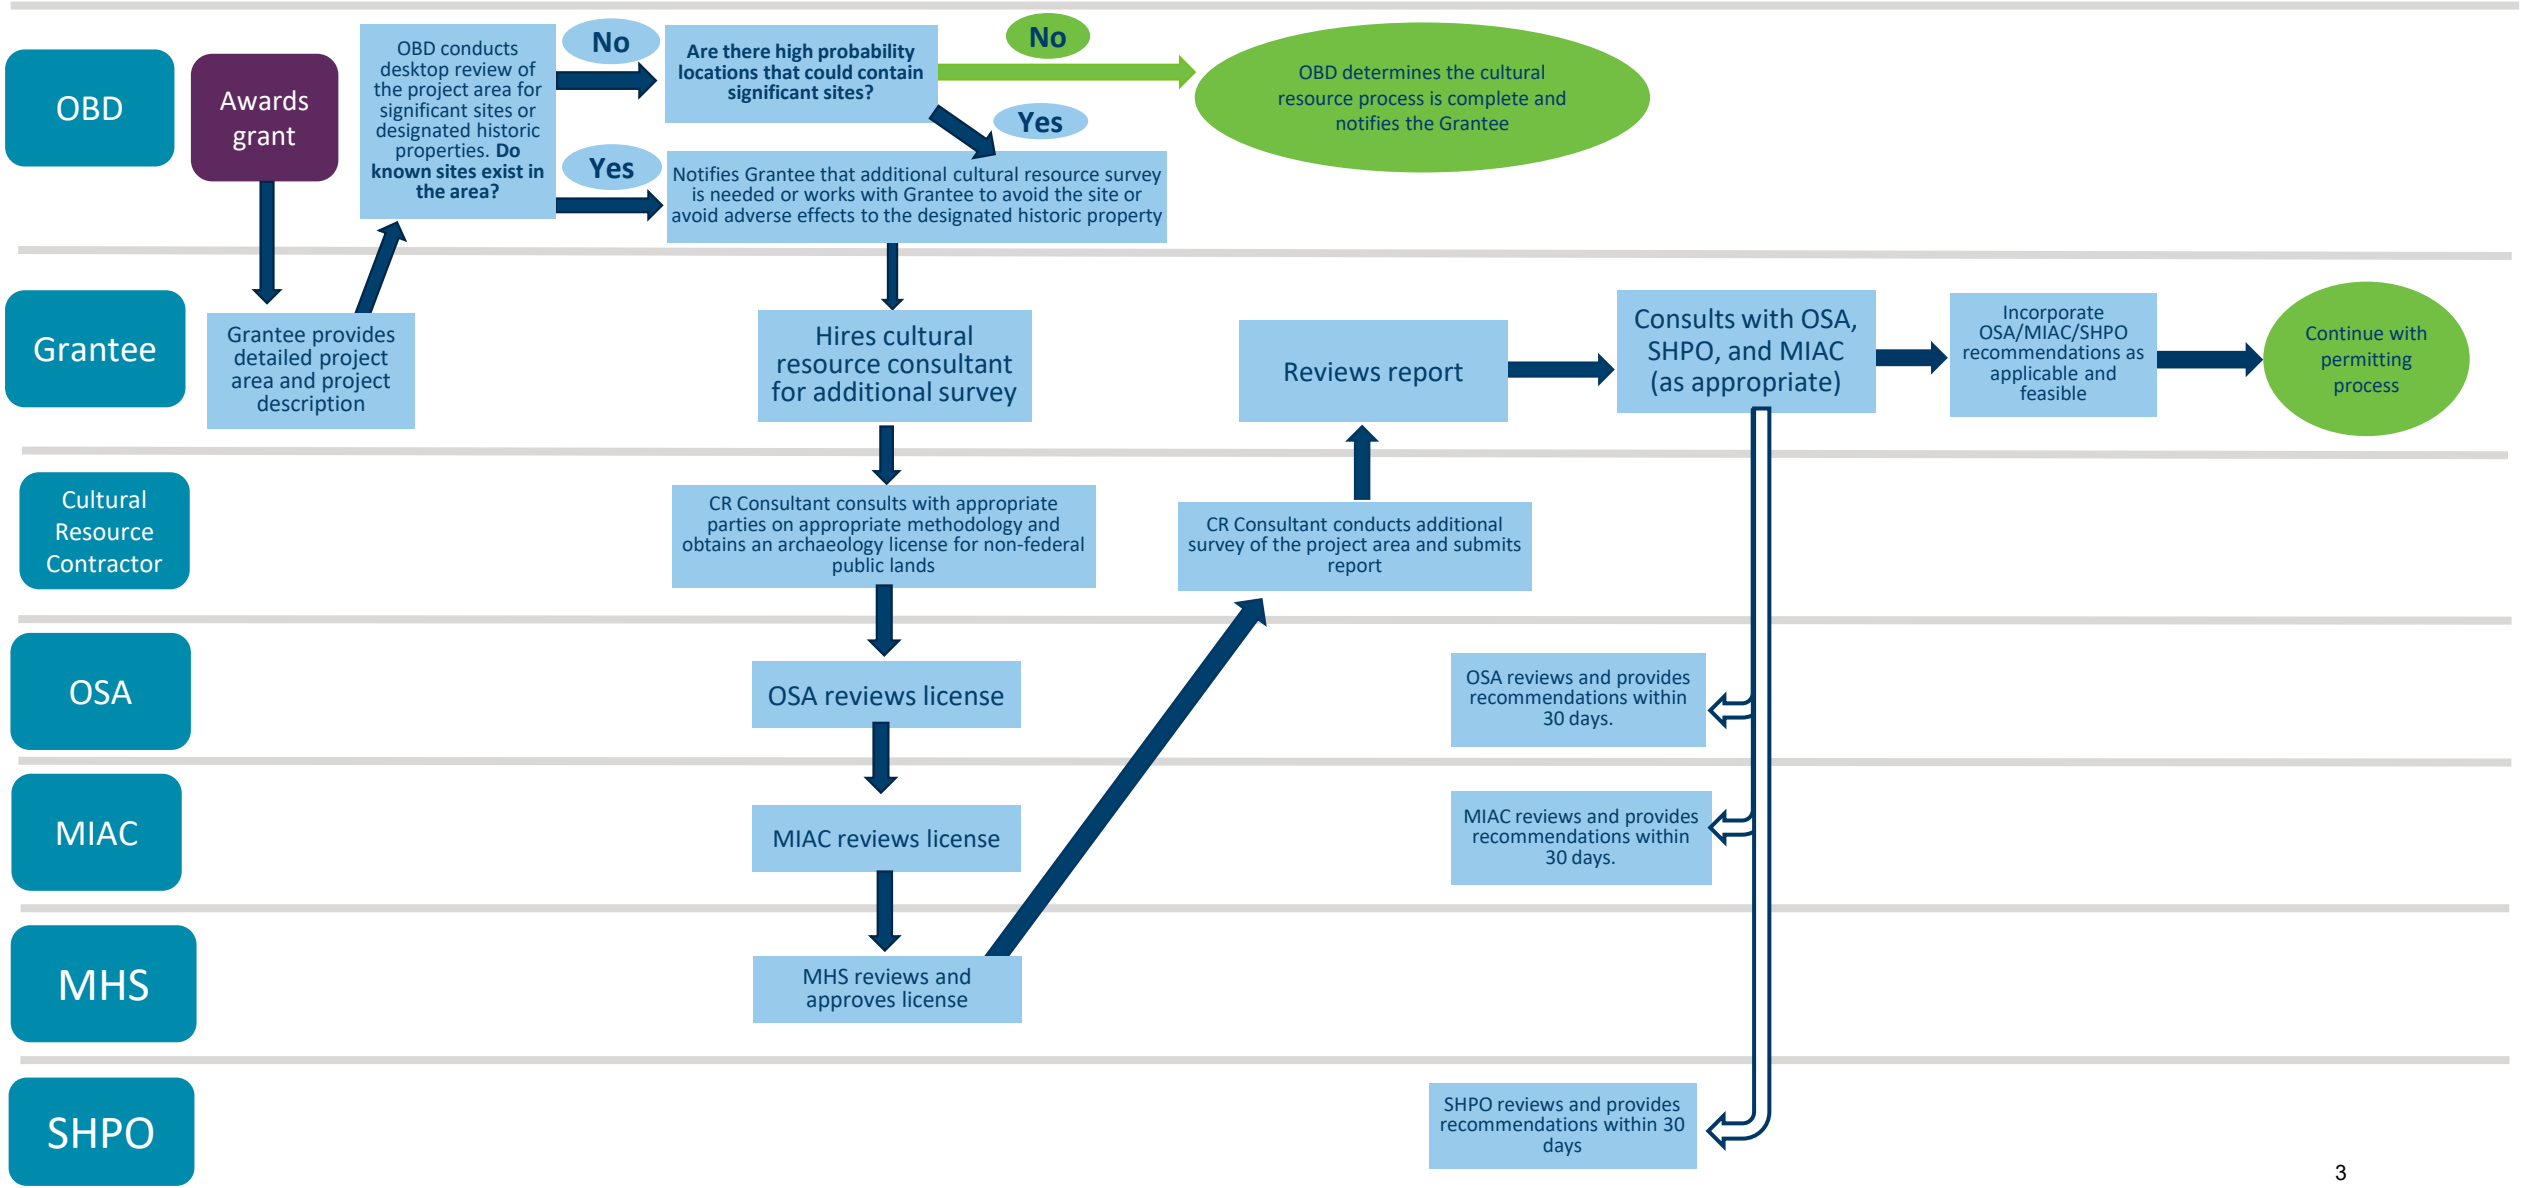 OBD
Awards
grant
OBD conducts
desktop review of
the project area for
significant sites or
designated historic
properties. Do
known sites exist in
the area?
No
Yes
Are there high probability
locations that could contain
significant sites?
No
Yes
OBD determines the cultural
resource process is complete and
notifies the Grantee
Notifies Grantee that additional cultural resource survey
is needed or works with Grantee to avoid the site or
avoid adverse effects to the designated historic property
Grantee
Grantee provides
detailed project
area and project
description
Hires cultural
resource consultant
for additional survey
Reviews report
Consults with OSA,
SHPO, and MIAC
(as appropriate)
Incorporate
OSA/MIAC/SHPO
recommendations as
applicable and
feasible
Continue with
permitting
process
Cultural
Resource
Contractor
CR Consultant consults with appropriate
parties on appropriate methodology and
obtains an archaeology license for non-federal
public lands
CR Consultant conducts additional
survey of the project area and submits
report
OSA
OSA reviews license
OSA reviews and provides
recommendations within
30 days.
MIAC
MIAC reviews license
MIAC reviews and provides
recommendations within
30 days.
MHS
MHS reviews and
approves license
SHPO
SHPO reviews and provides
recommendations within 30
days
3